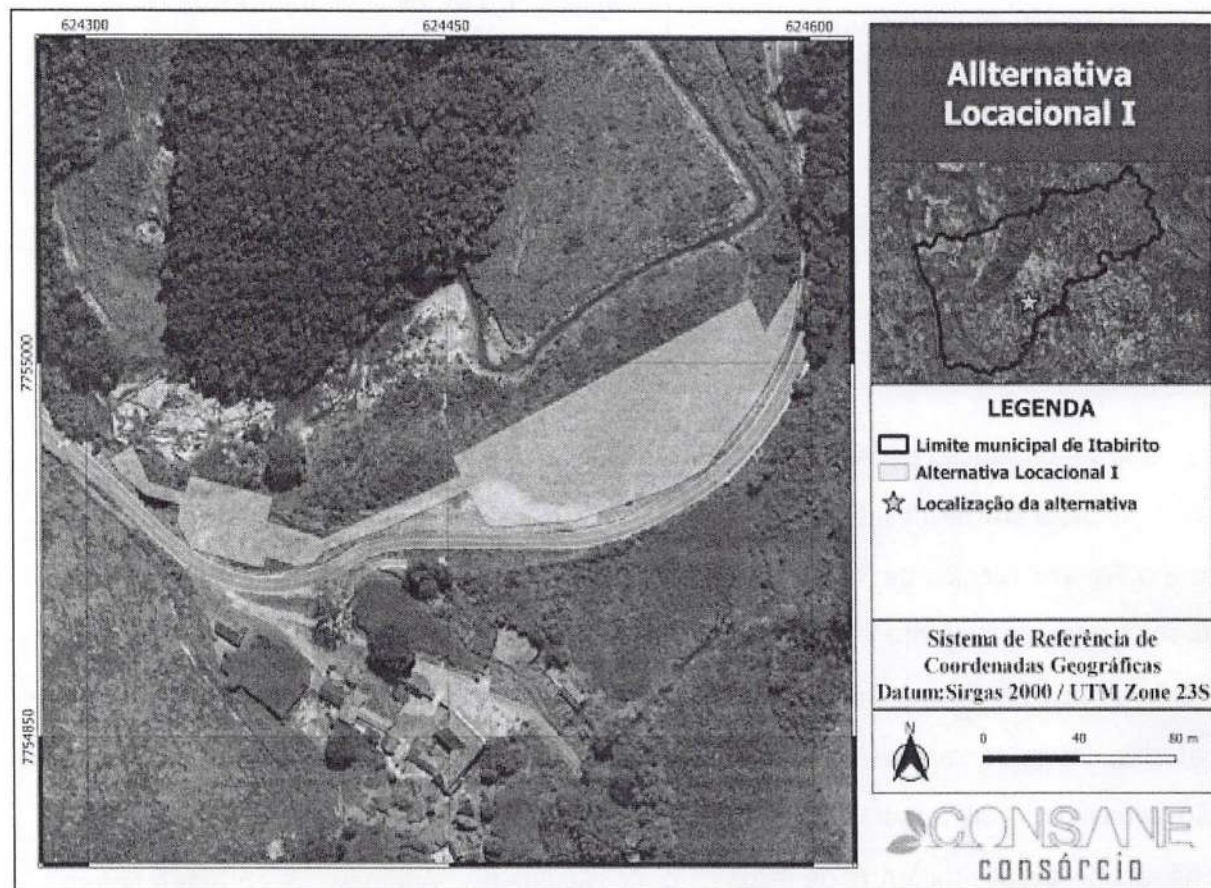 624300
624450
624600
7755000
7754850
Allternativa
Locacional I
LEGENDA
Limite municipal de Itabirito
Alternativa Locacional I
Localização da alternativa
Sistema de Referência de
Coordenadas Geográficas
Datum:Sirgas 2000 / UTM Zone 23S
N
0 40 80 m
CONSANE
consórcio